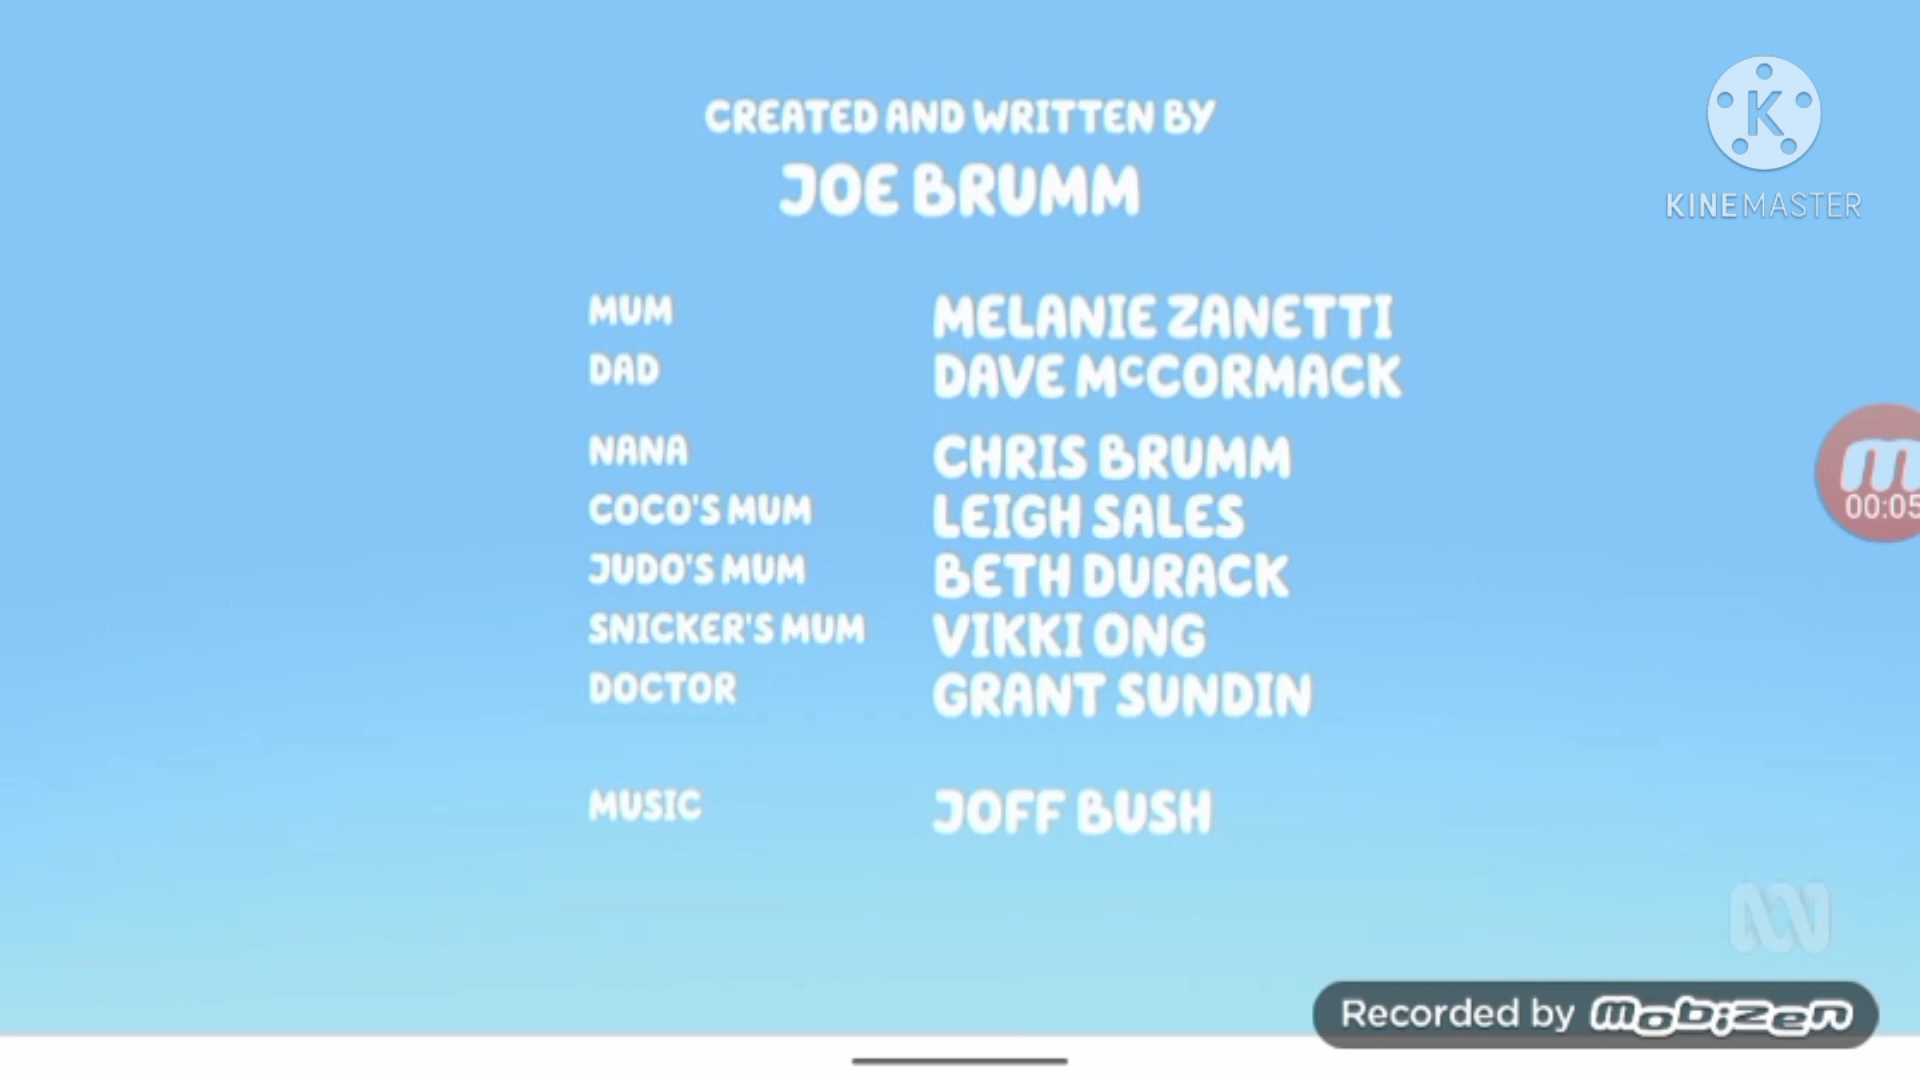 CREATED AND WRITTEN BY
JOE BRUMM
K
KINEMASTER
MUM MELANIE ZANETTI
DAD DAVE McCORMACK
NANA CHRIS BRUMM
COCO'S MUM LEIGH SALES
JUDO'S MUM BETH DURACK
SNICKER'S MUM VIKKI ONG
DOCTOR GRANT SUNDIN
MUSIC JOFF BUSH
m
00:05
Recorded by mobizen